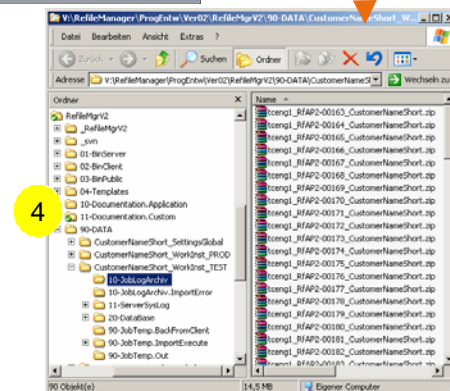 V:\RefileManager\ProgEntw\Ver02\RefileMgrV2\90-DATA\CustomerNameShort_W...
Datei Bearbeiten Ansicht Extras ?
Zurück Suchen Ordner
Adresse V:\RefileManager\ProgEntw\Ver02\RefileMgrV2\90-DATA\CustomerNameS Wechseln zu
Ordner x Name
RefileMgrV2
_RefileMgrV2
_svn
01-BinServer
02-BinClient
03-BinPublic
04-Templates
10-Documentation.Application
11-Documentation.Custom
90-DATA
CustomerNameShort_SettingsGlobal
CustomerNameShort_WorkInst_PROD
CustomerNameShort_WorkInst_TEST
10-JobLogArchiv
10-JobLogArchiv.ImportError
11-ServerSysLog
20-DataBase
90-JobTemp.BackFromClient
90-JobTemp.ImportExecute
90-JobTemp.Out
4
tceng1_RfAP2-00163_CustomerNameShort.zip
tceng1_RfAP2-00164_CustomerNameShort.zip
tceng1_RfAP2-00165_CustomerNameShort.zip
tceng1_RfAP2-00166_CustomerNameShort.zip
tceng1_RfAP2-00167_CustomerNameShort.zip
tceng1_RfAP2-00168_CustomerNameShort.zip
tceng1_RfAP2-00169_CustomerNameShort.zip
tceng1_RfAP2-00170_CustomerNameShort.zip
tceng1_RfAP2-00171_CustomerNameShort.zip
tceng1_RfAP2-00172_CustomerNameShort.zip
tceng1_RfAP2-00173_CustomerNameShort.zip
tceng1_RfAP2-00174_CustomerNameShort.zip
tceng1_RfAP2-00175_CustomerNameShort.zip
tceng1_RfAP2-00176_CustomerNameShort.zip
tceng1_RfAP2-00177_CustomerNameShort.zip
tceng1_RfAP2-00178_CustomerNameShort.zip
tceng1_RfAP2-00179_CustomerNameShort.zip
tceng1_RfAP2-00180_CustomerNameShort.zip
tceng1_RfAP2-00181_CustomerNameShort.zip
tceng1_RfAP2-00182_CustomerNameShort.zip
tceng1_RfAP2-00183_CustomerNameShort.zip
90 Objekt(e) 14,5 MB Eigener Computer